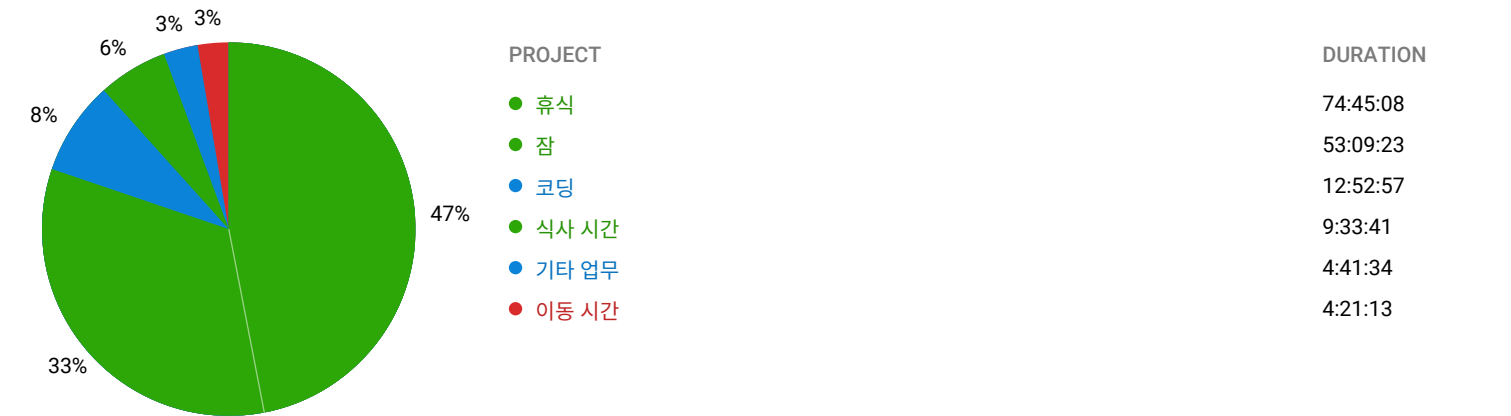 3% 3%
6%
8%
47%
33%
PROJECT DURATION
휴식 74:45:08
잠 53:09:23
코딩 12:52:57
식사 시간 9:33:41
기타 업무 4:41:34
이동 시간 4:21:13